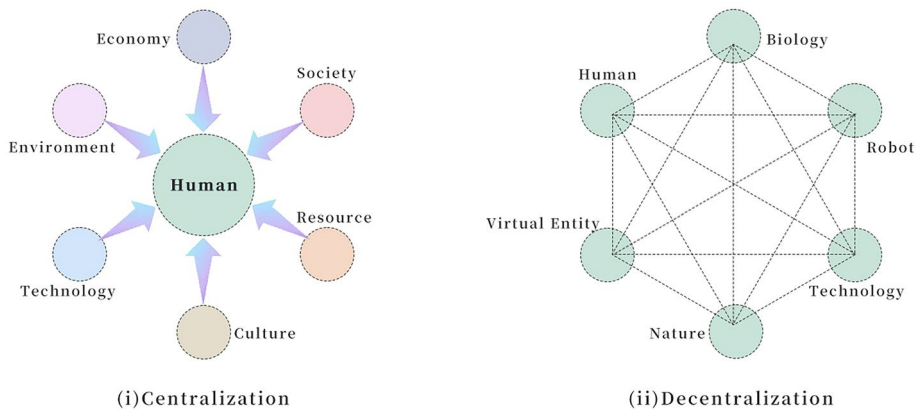 Economy
Society
Environment
Human
Resource
Technology
Culture
(i)Centralization
Biology
Human
Robot
Virtual Entity
Technology
Nature
(ii)Decentralization